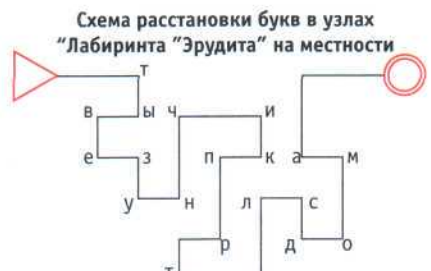 Схема расстановки букв в узлах
“Лабиринта ”Эрудита” на местности
т
в ы ч и
е з п к а м
у н л с
р д о
т